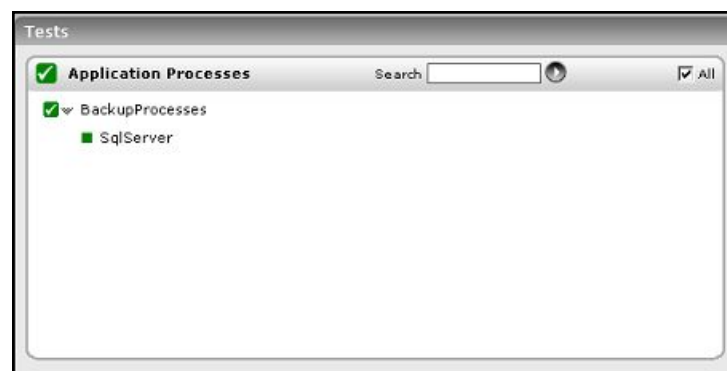 Tests
Application Processes Search All
BackupProcesses
SqlServer